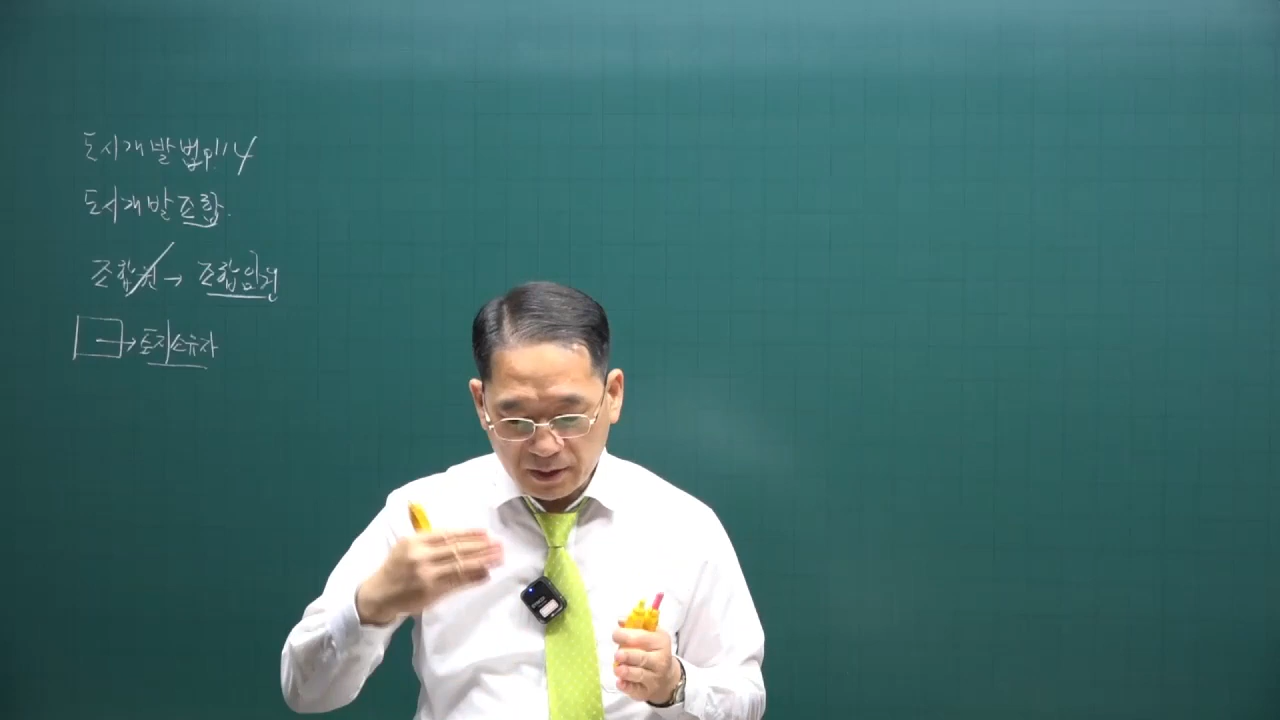 도시개발법 p.114
도시개발조합.
조합원 → 조합임원
→ 토지소유자